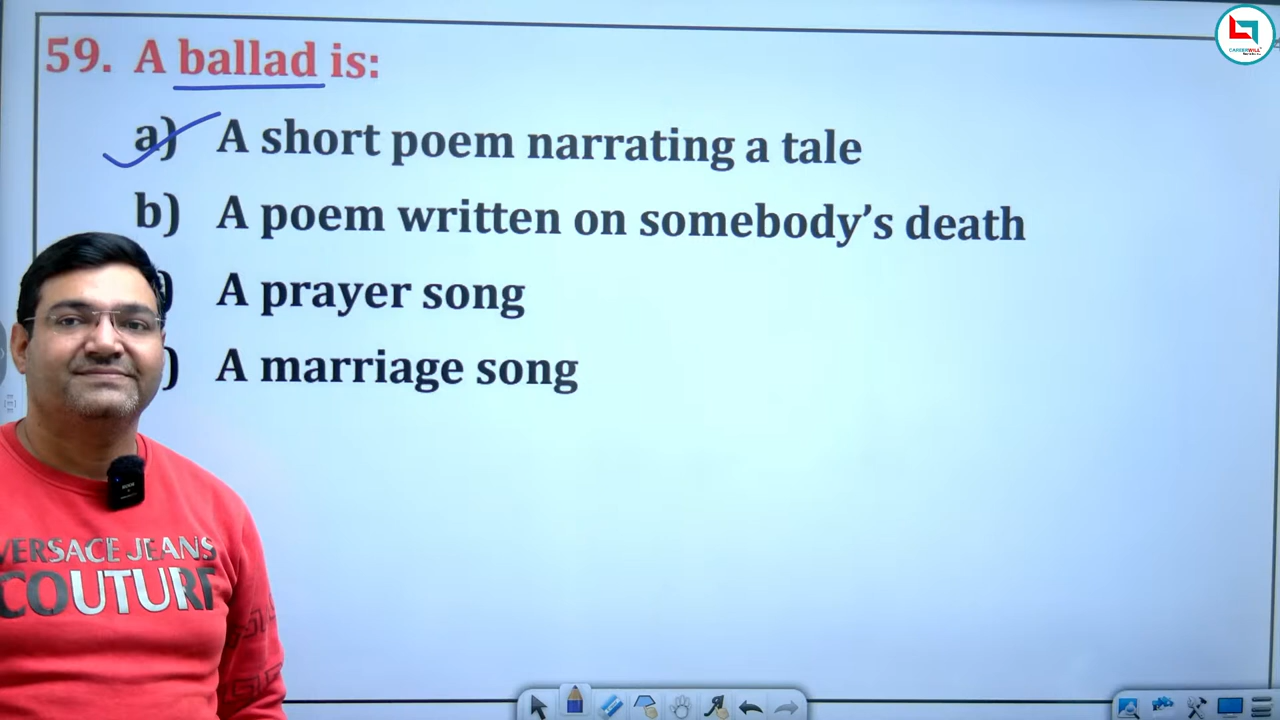 59. A ballad is:
a) A short poem narrating a tale
b) A poem written on somebody's death
) A prayer song
) A marriage song
CAREERWILL
VERSACE JEANS
COUTURE